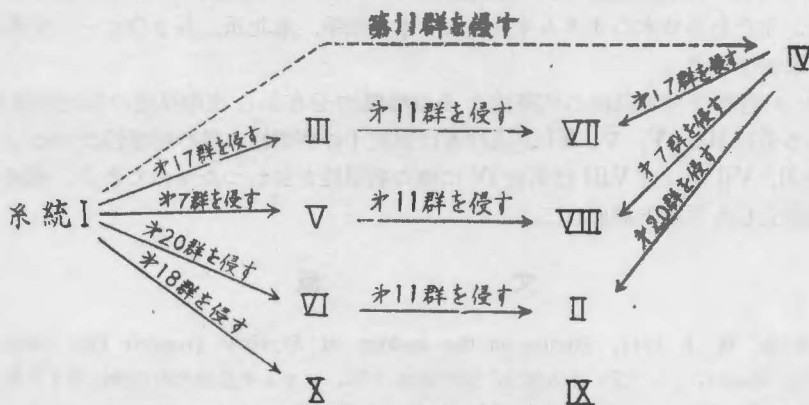 第11群を侵す
IV
III
才11群を侵す
VII
才17群を侵す
才17群を侵す
系統I
才7群を侵す
V
才11群を侵す
VIII
才7群を侵す
才20群を侵す
才20群を侵す
才18群を侵す
VI
才11群を侵す
II
X
IX